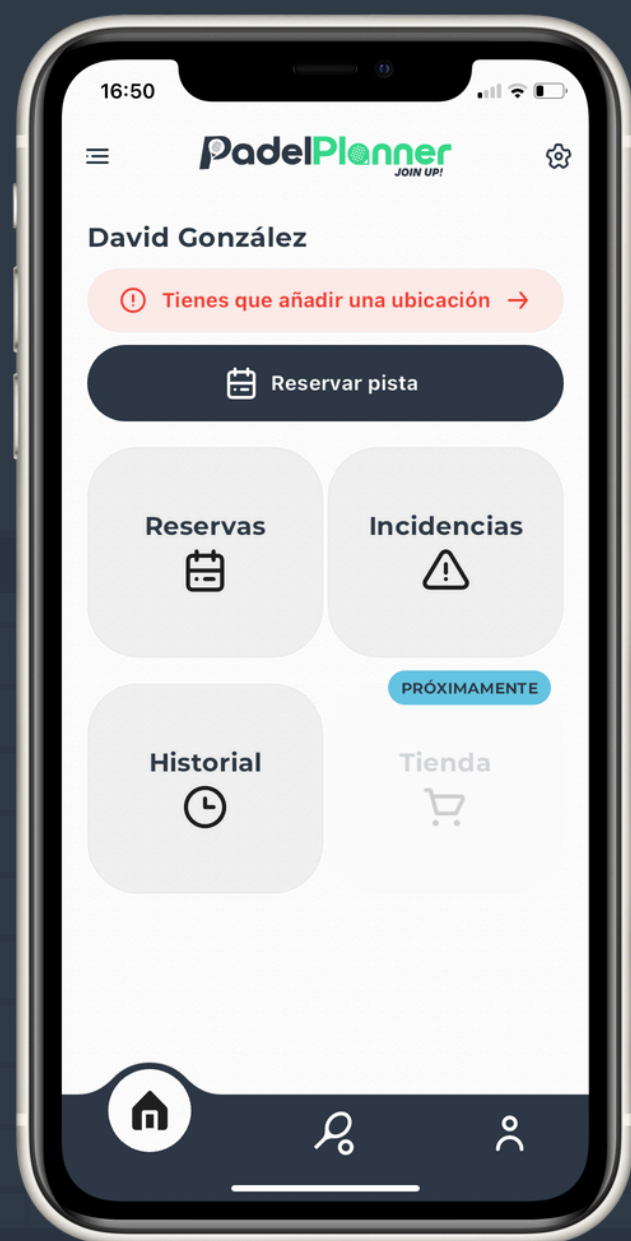 16:50
PadelPlanner
JOIN UP!
David González
Tienes que añadir una ubicación
Reservar pista
Reservas
Incidencias
PRÓXIMAMENTE
Historial
Tienda